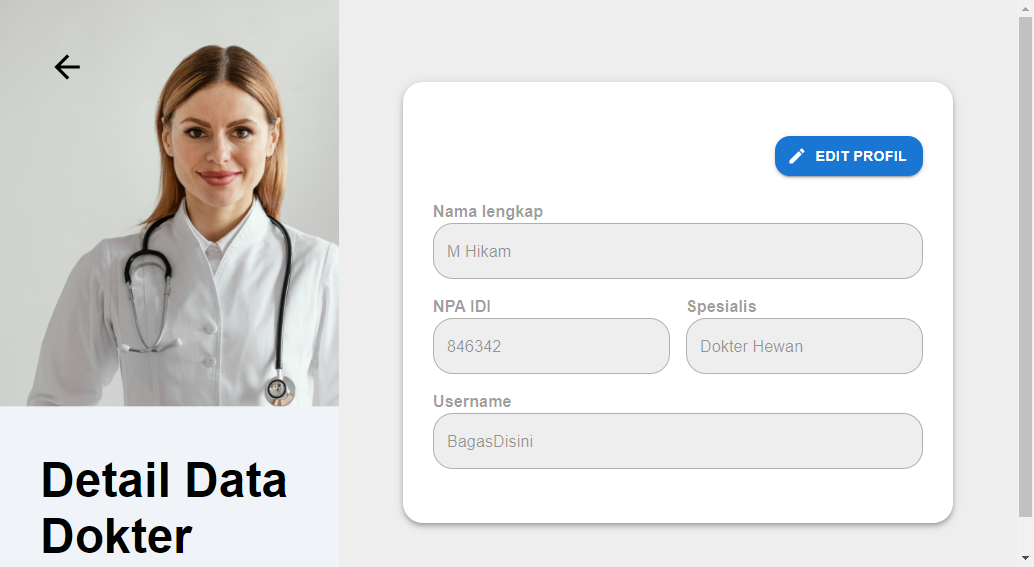 Detail Data
Dokter
EDIT PROFIL
Nama lengkap
M Hikam
NPA IDI
Spesialis
846342
Dokter Hewan
Username
BagasDisini